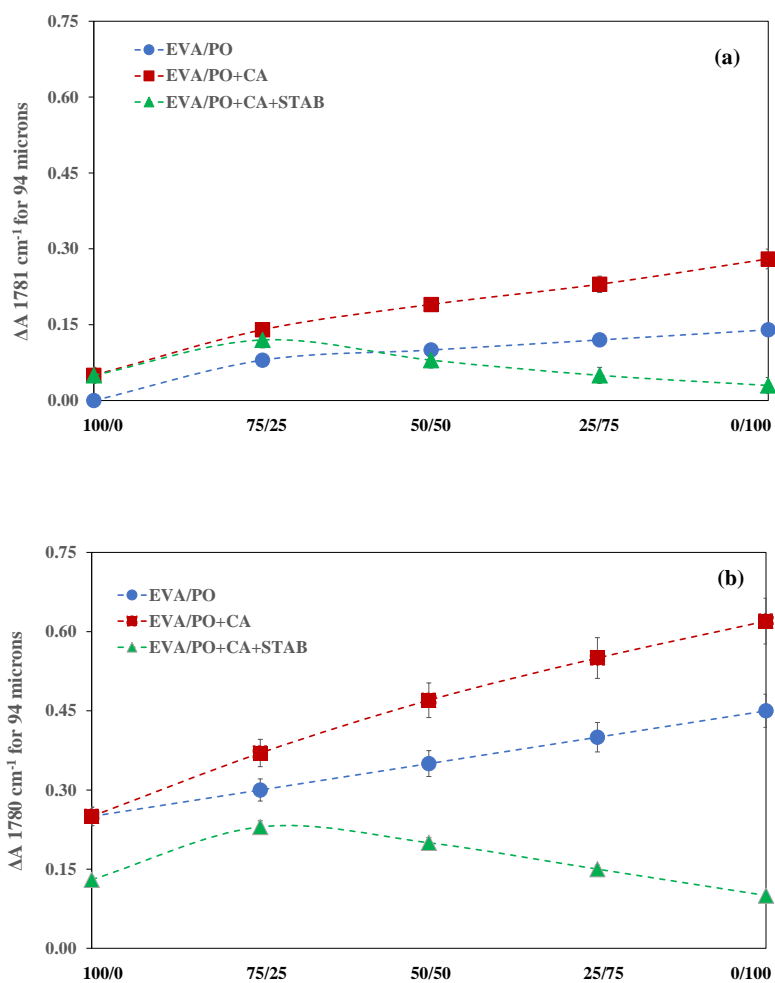 0.75
(a)
EVA/PO
EVA/PO+CA
EVA/PO+CA+STAB
0.60
0.45
0.30
0.15
0.00
ΔA 1781 cm⁻¹ for 94 microns
100/0 75/25 50/50 25/75 0/100
0.75
(b)
EVA/PO
EVA/PO+CA
EVA/PO+CA+STAB
0.60
0.45
0.30
0.15
0.00
ΔA 1780 cm⁻¹ for 94 microns
100/0 75/25 50/50 25/75 0/100